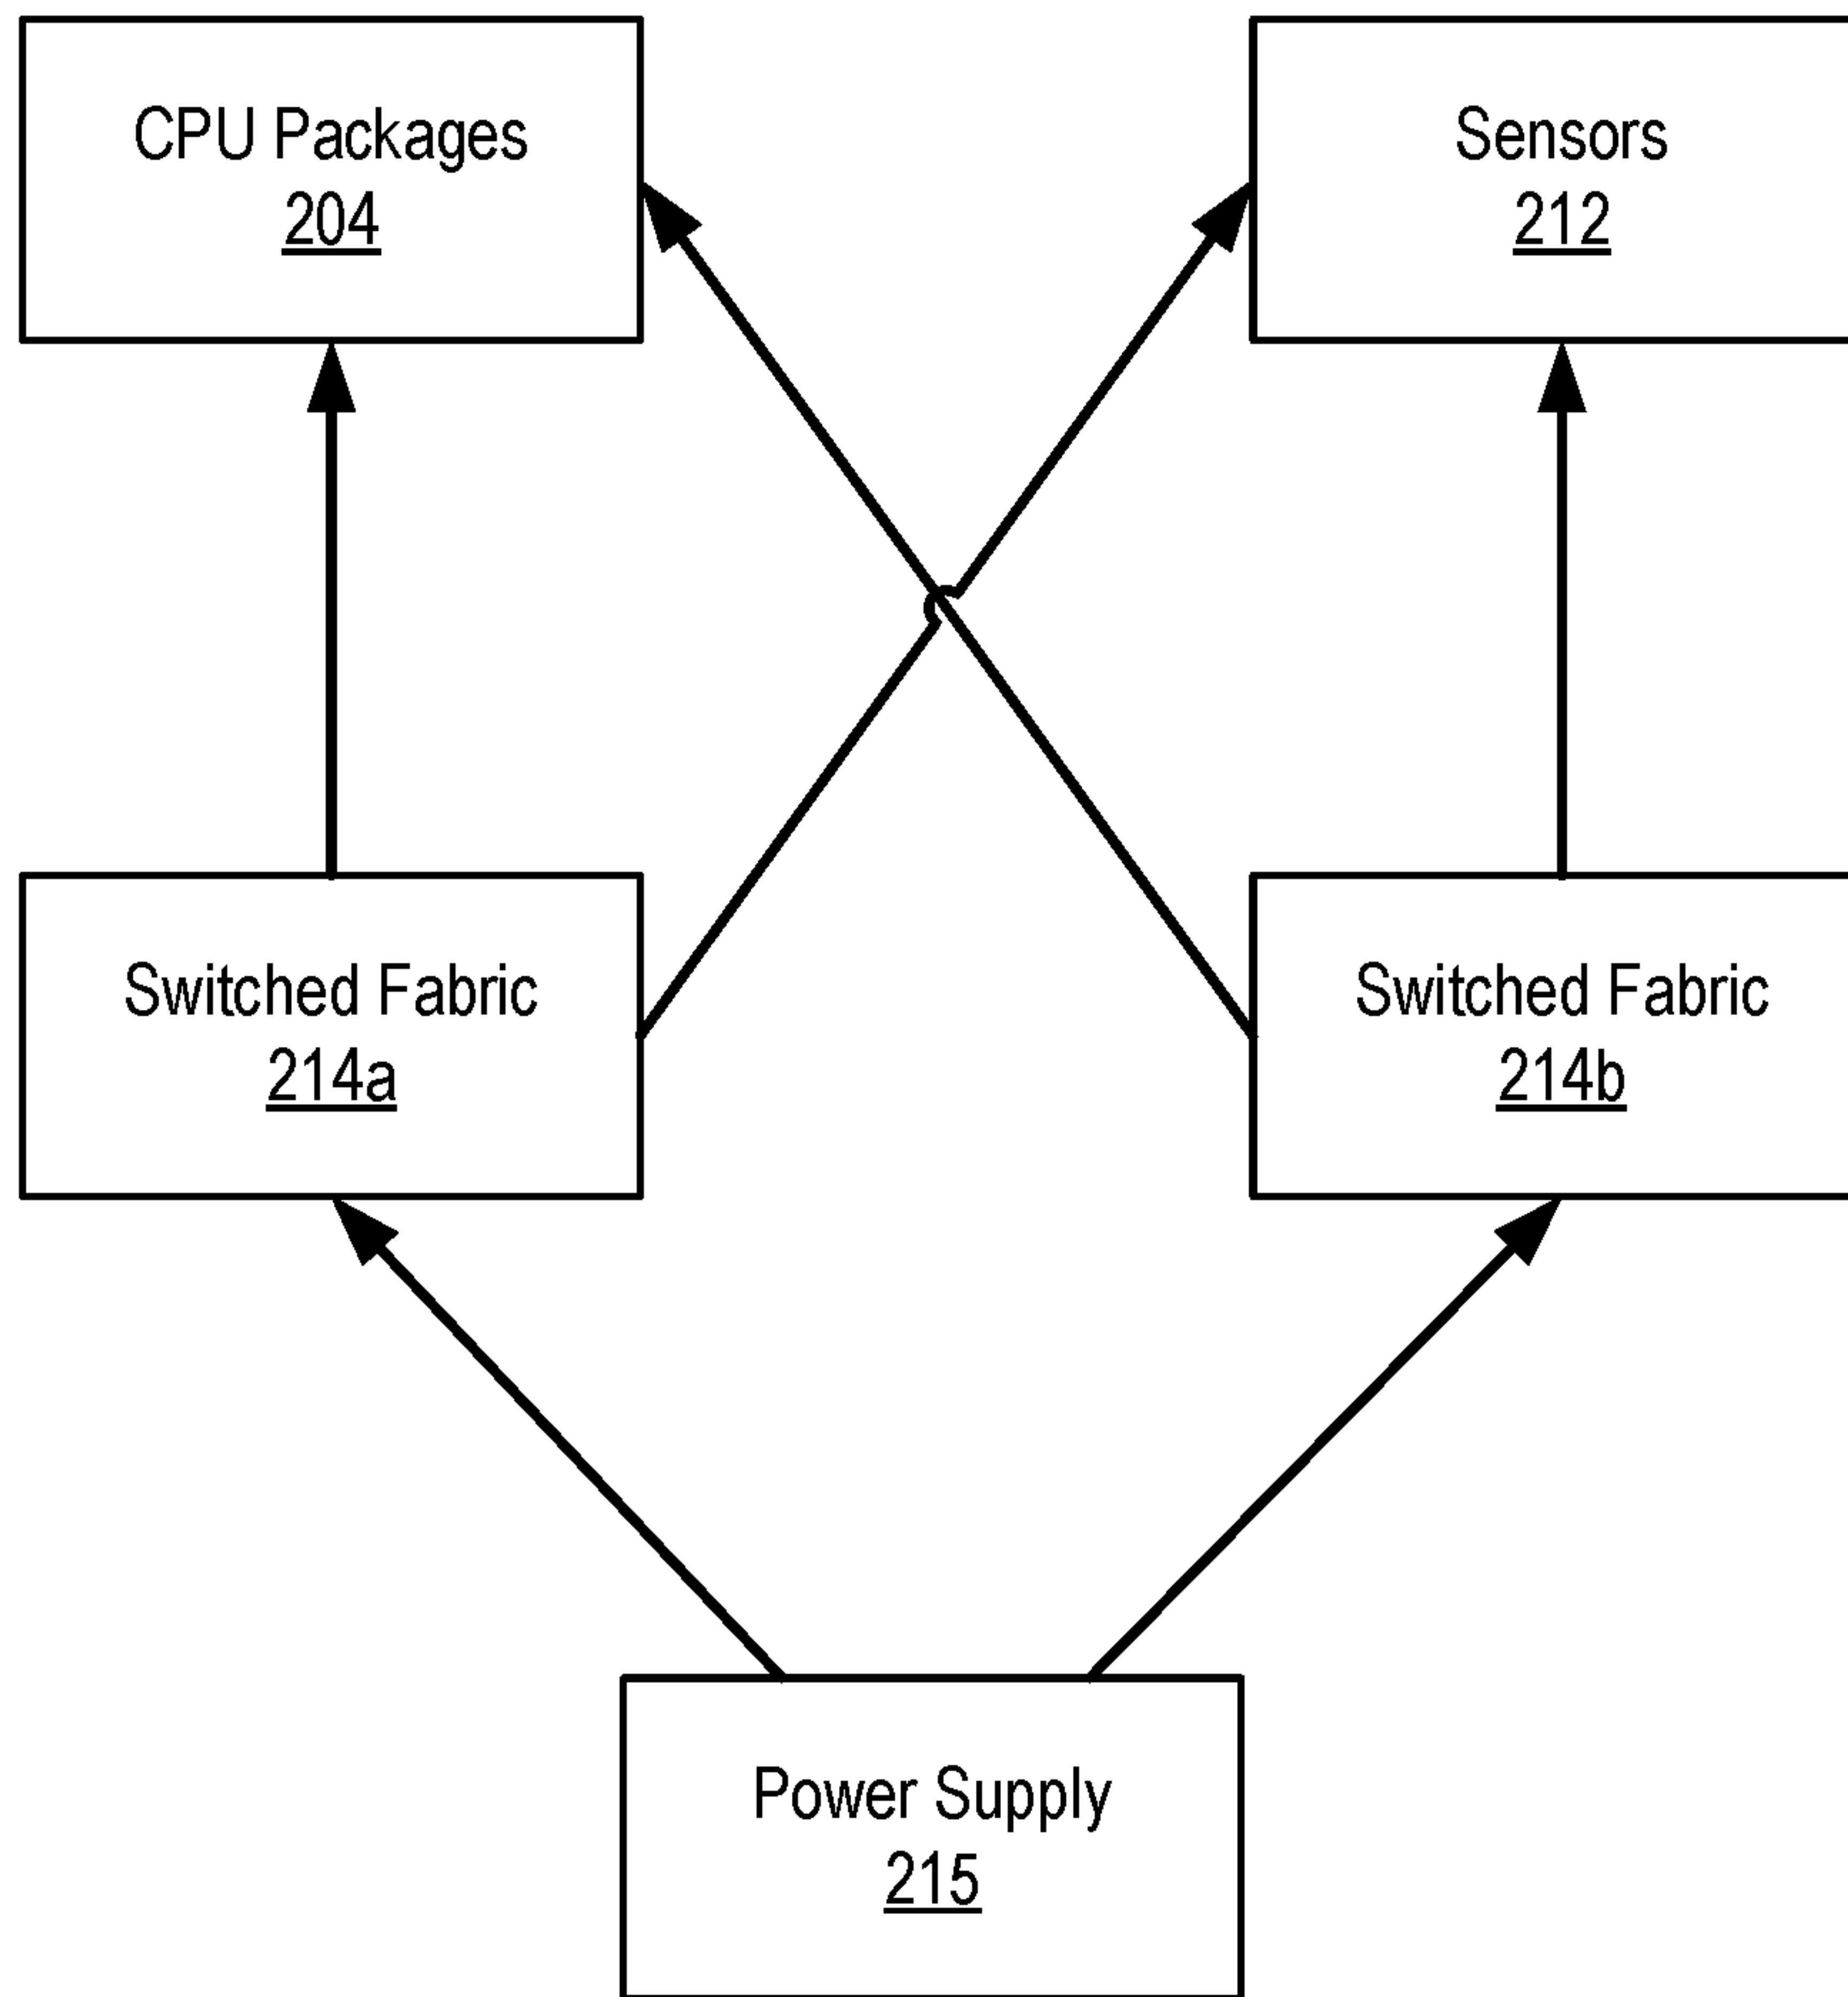 CPU Packages
204
Sensors
212
Switched Fabric
214a
Switched Fabric
214b
Power Supply
215